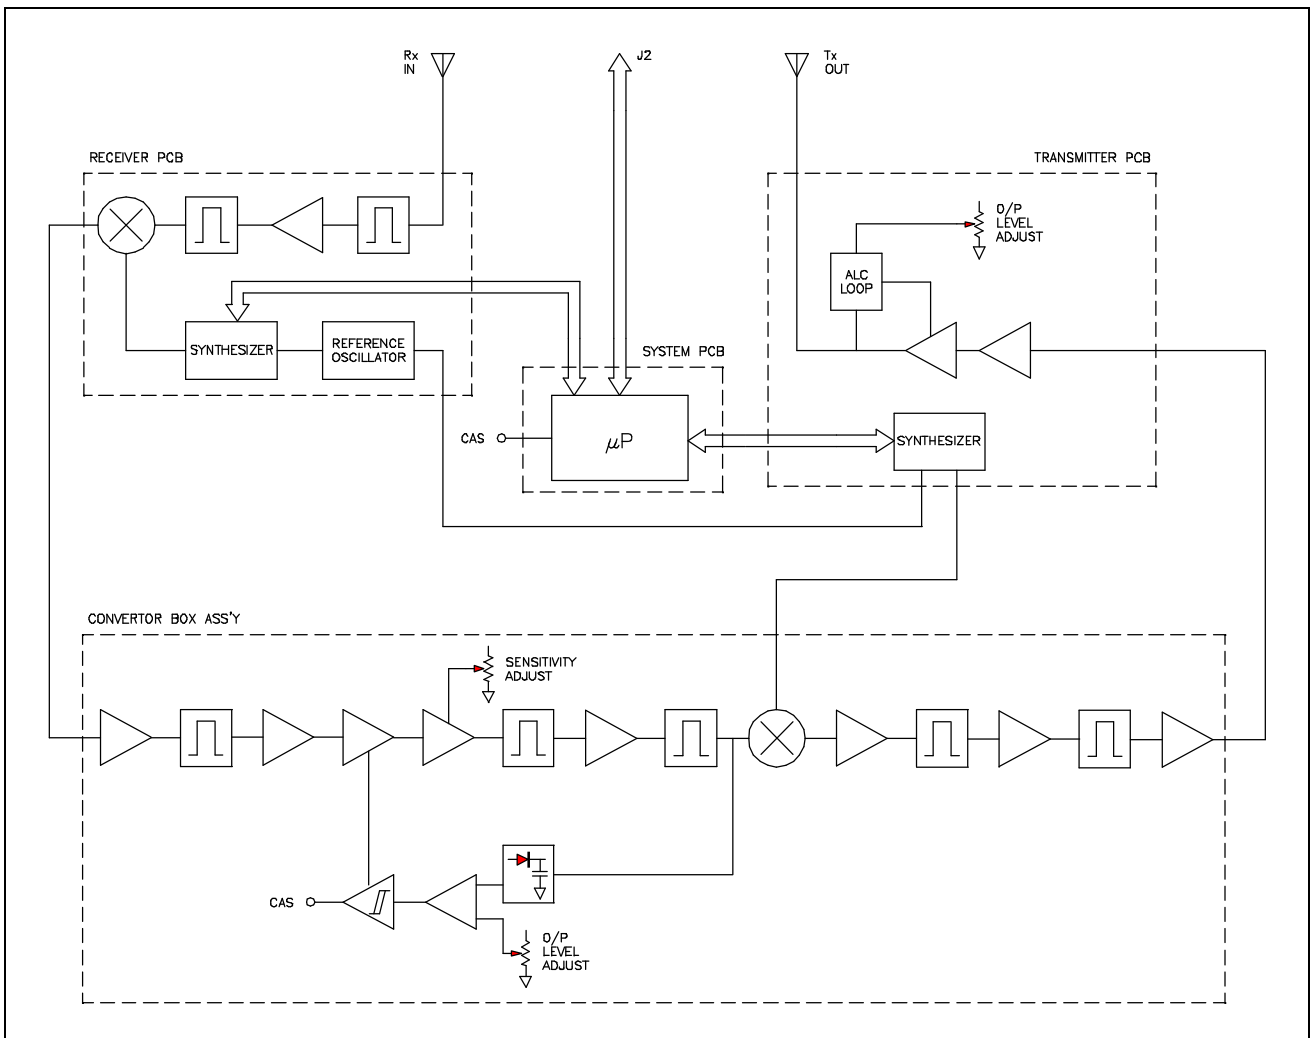 Rx
IN
J2
Tx
OUT
RECEIVER PCB
TRANSMITTER PCB
O/P
LEVEL
ADJUST
ALC
LOOP
SYNTHESIZER
REFERENCE
OSCILLATOR
SYSTEM PCB
CAS
μP
SYNTHESIZER
CONVERTOR BOX ASS'Y
SENSITIVITY
ADJUST
CAS
O/P
LEVEL
ADJUST